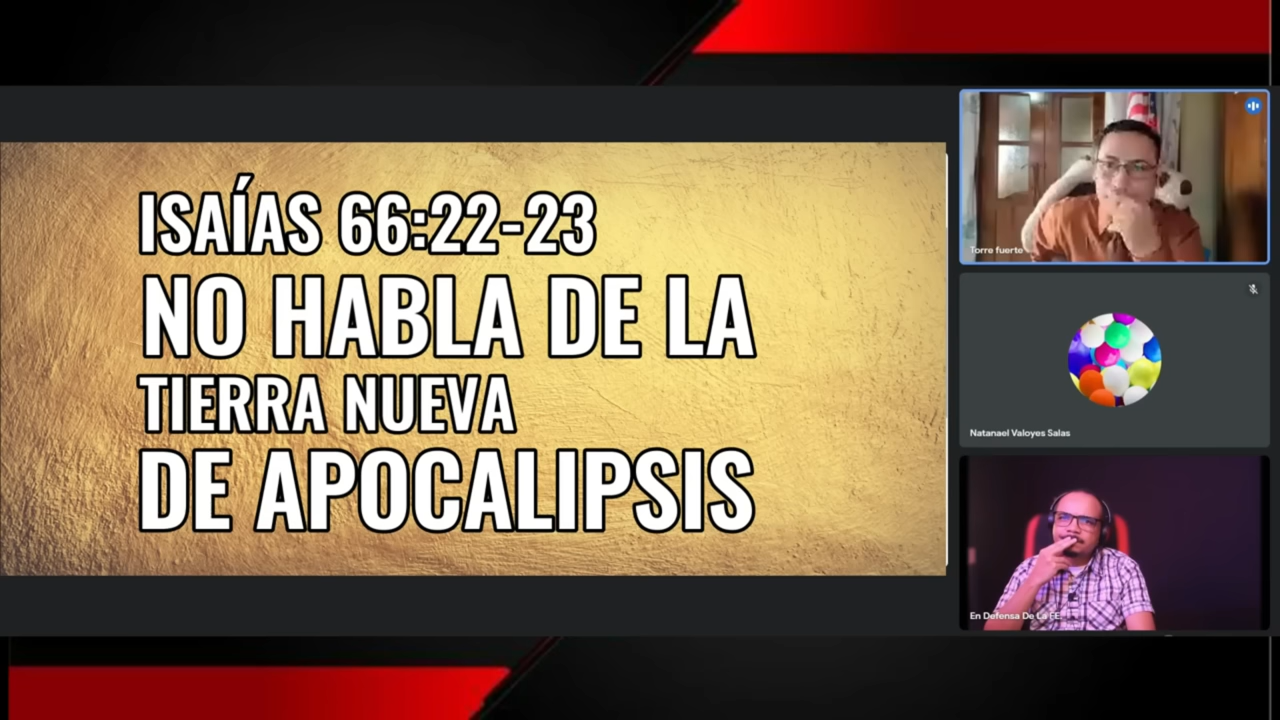 ISAÍAS 66:22-23
NO HABLA DE LA
TIERRA NUEVA
DE APOCALIPSIS
Torre fuerte
Natanael Valoyes Salas
En Defensa De La FE.